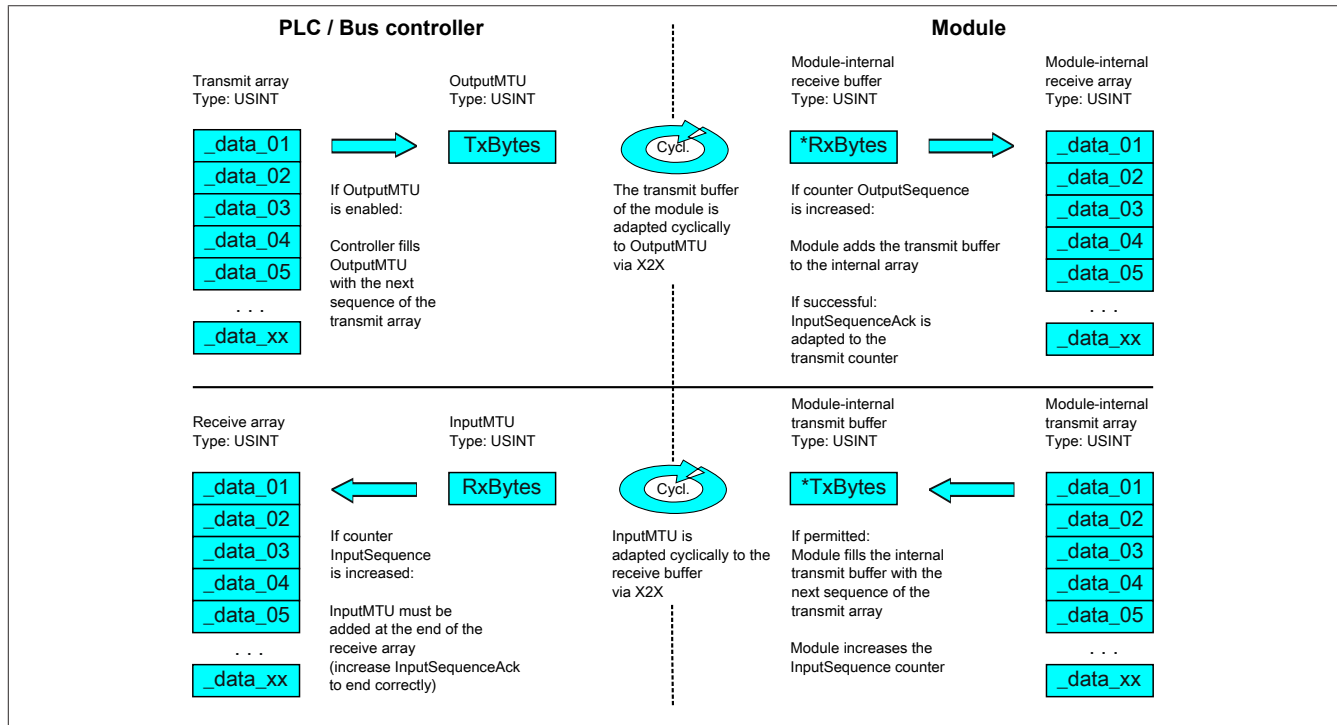 PLC / Bus controller
Module
Transmit array
Type: USINT
_data_01
_data_02
_data_03
_data_04
_data_05
. . .
_data_xx
If OutputMTU
is enabled:
Controller fills
OutputMTU
with the next
sequence of the
transmit array
OutputMTU
Type: USINT
TxBytes
Cycl.
The transmit buffer
of the module is
adapted cyclically
to OutputMTU
via X2X
Module-internal
receive buffer
Type: USINT
*RxBytes
If counter OutputSequence
is increased:
Module adds the transmit buffer
to the internal array
If successful:
InputSequenceAck is
adapted to the
transmit counter
Module-internal
receive array
Type: USINT
_data_01
_data_02
_data_03
_data_04
_data_05
. . .
_data_xx
Receive array
Type: USINT
_data_01
_data_02
_data_03
_data_04
_data_05
. . .
_data_xx
If counter
InputSequence
is increased:
InputMTU must be
added at the end of the
receive array
(increase InputSequenceAck
to end correctly)
InputMTU
Type: USINT
RxBytes
Cycl.
InputMTU is
adapted cyclically to the
receive buffer
via X2X
Module-internal
transmit buffer
Type: USINT
*TxBytes
If permitted:
Module fills the internal
transmit buffer with the
next sequence of the
transmit array
Module increases the
InputSequence counter
Module-internal
transmit array
Type: USINT
_data_01
_data_02
_data_03
_data_04
_data_05
. . .
_data_xx